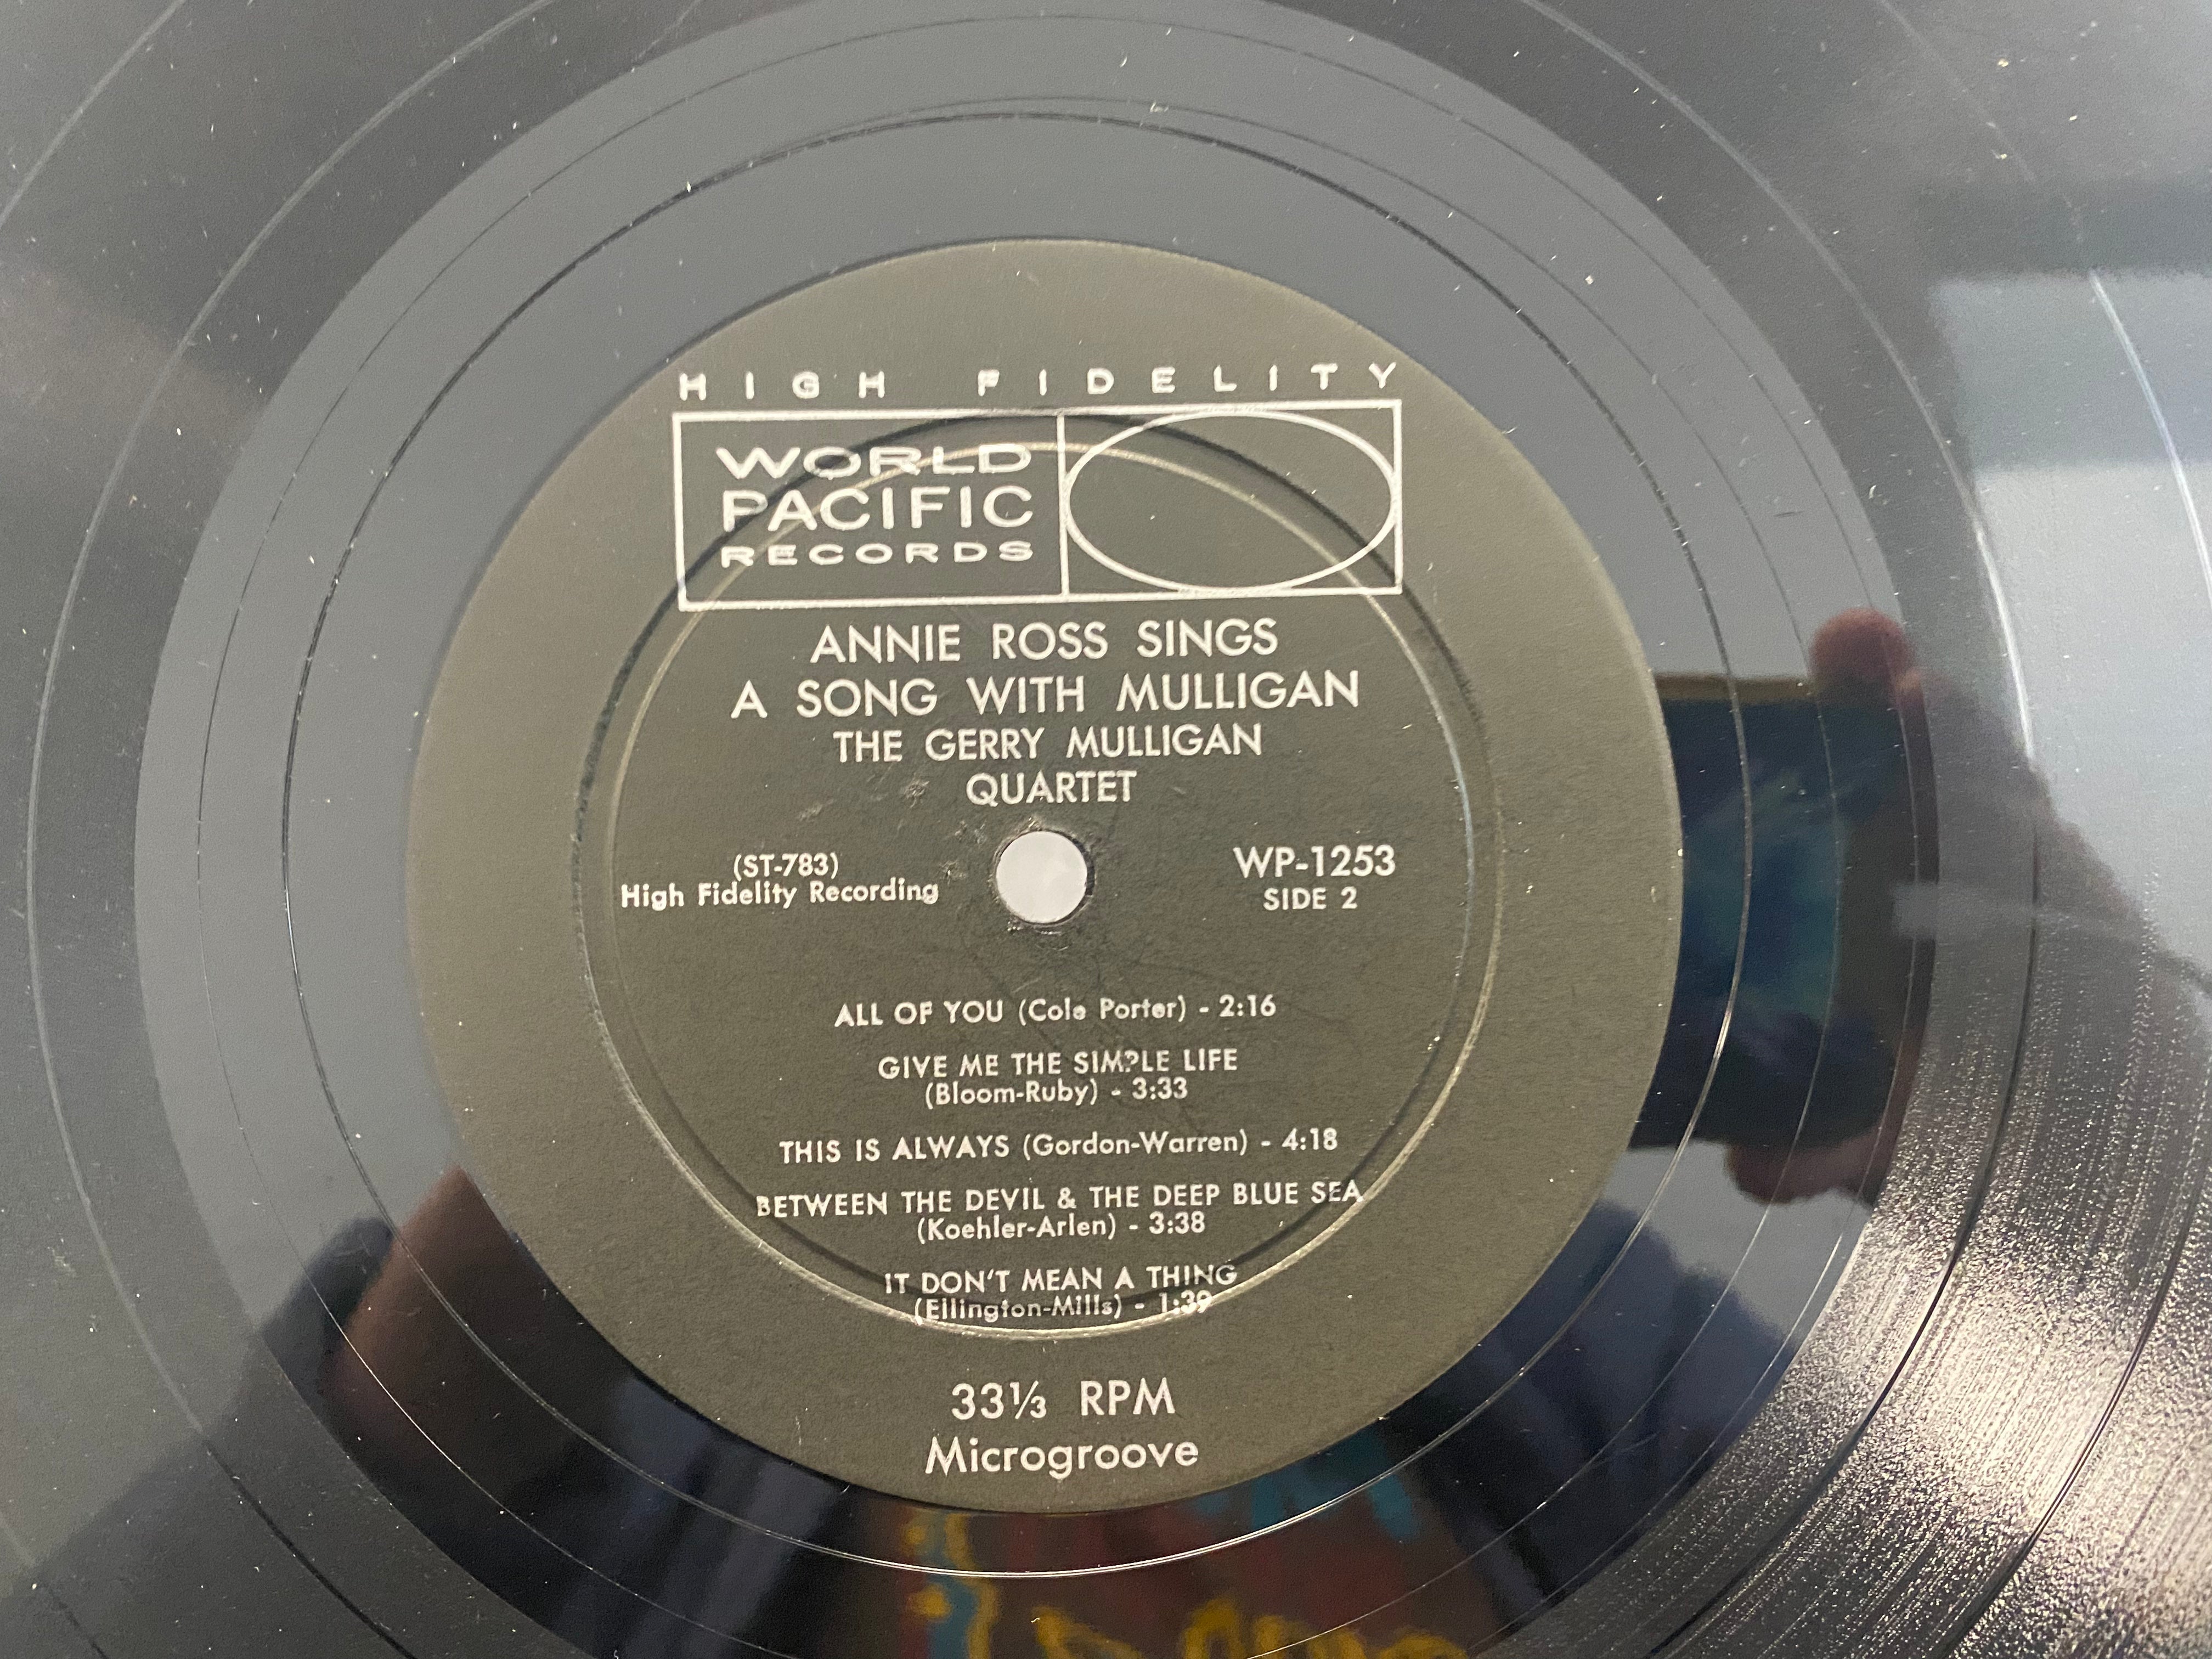 HIGH FIDELITY
WORLD
PACIFIC
RECORDS
ANNIE ROSS SINGS
A SONG WITH MULLIGAN
THE GERRY MULLIGAN
QUARTET
(ST-783)
High Fidelity Recording
WP-1253
SIDE 2
ALL OF YOU (Cole Porter) - 2:16
GIVE ME THE SIMPLE LIFE
(Bloom-Ruby) - 3:33
THIS IS ALWAYS (Gordon-Warren) - 4:18
BETWEEN THE DEVIL & THE DEEP BLUE SEA
(Koehler-Arlen) - 3:38
IT DON'T MEAN A THING
(Ellington-Mills) - 1:39
33⅓ RPM
Microgroove